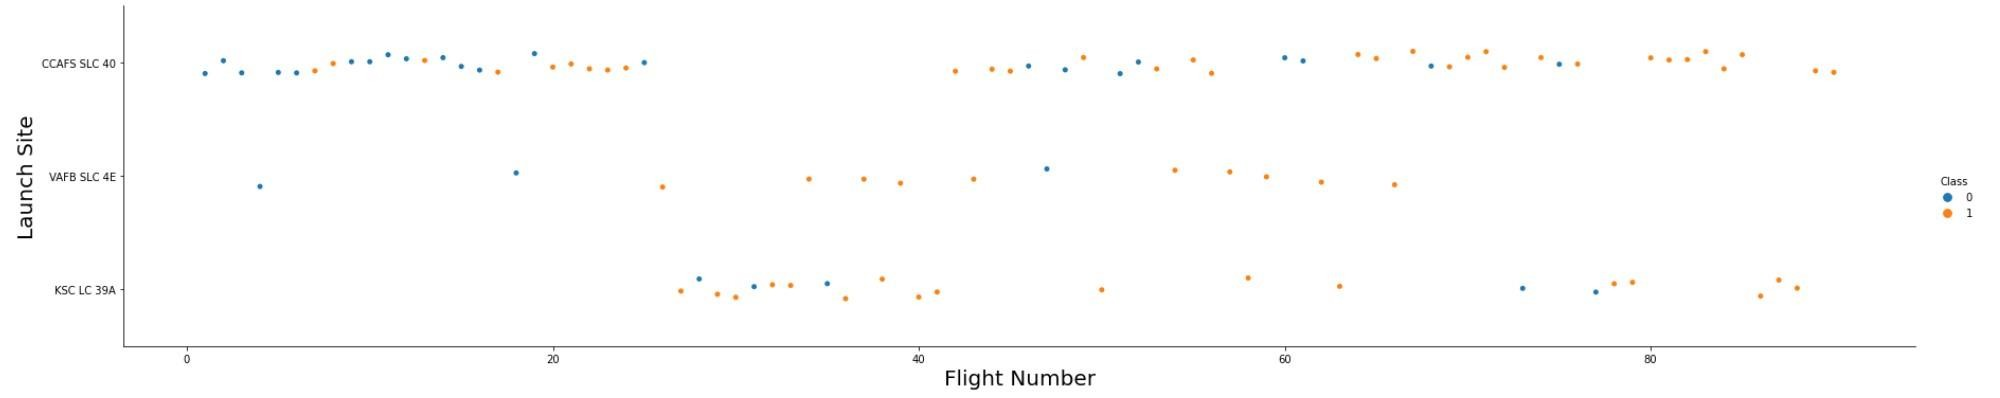 CCAFS SLC 40
VAFB SLC 4E
KSC LC 39A
Launch Site
0 20 40 60 80
Flight Number
Class
0
1